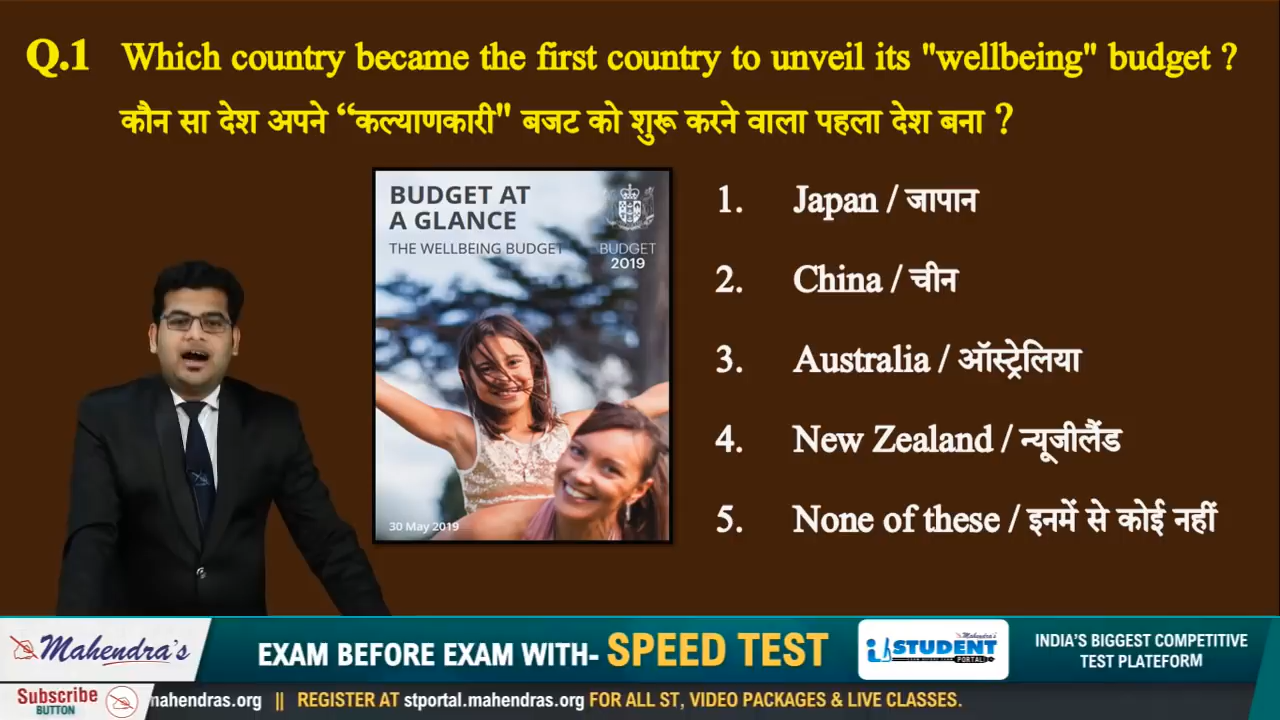 Q.1 Which country became the first country to unveil its "wellbeing" budget ?
कौन सा देश अपने “कल्याणकारी" बजट को शुरू करने वाला पहला देश बना ?
BUDGET AT
A GLANCE
THE WELLBEING BUDGET
BUDGET
2019
30 May 2019
1. Japan / जापान
2. China / चीन
3. Australia / ऑस्ट्रेलिया
4. New Zealand / न्यूजीलैंड
5. None of these / इनमें से कोई नहीं
Mahendra's
EXAM BEFORE EXAM WITH- SPEED TEST
Mahendra's
STUDENT
PORTAL
INDIA'S BIGGEST COMPETITIVE
TEST PLATEFORM
Subscribe
BUTTON
mahendras.org || REGISTER AT stportal.mahendras.org FOR ALL ST, VIDEO PACKAGES & LIVE CLASSES.